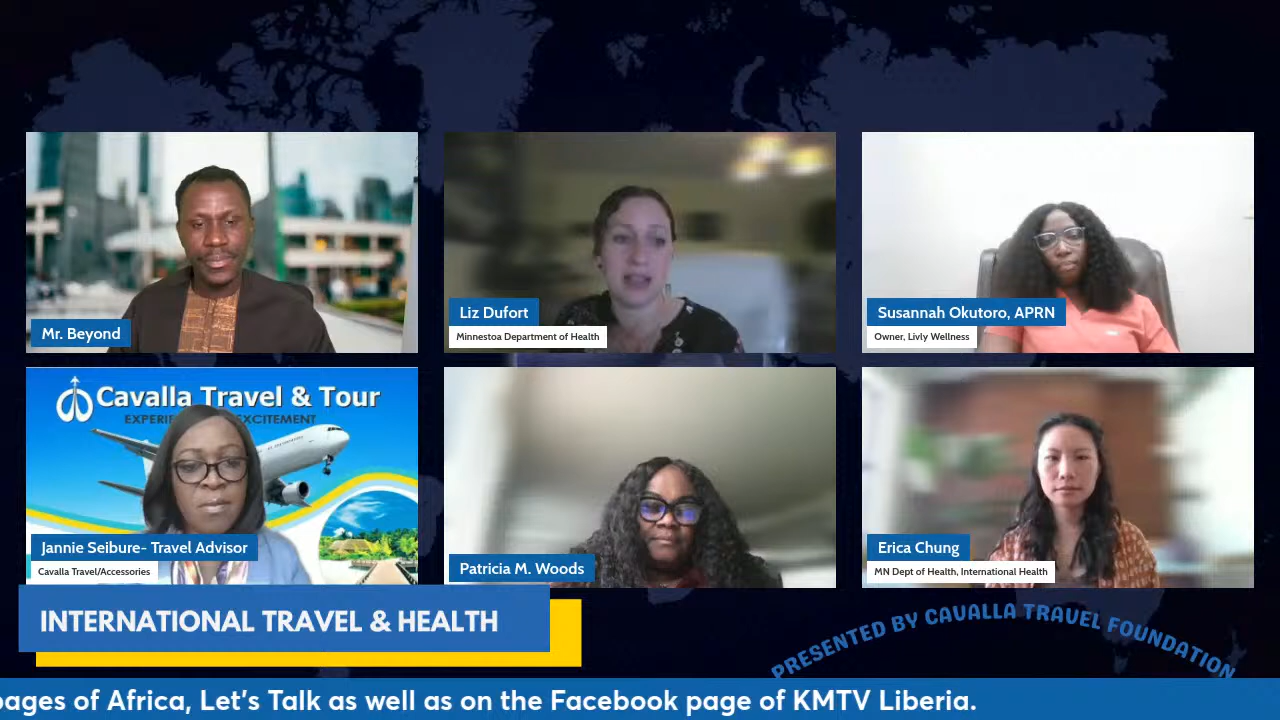 Mr. Beyond
Liz Dufort
Minnestoa Department of Health
Susannah Okutoro, APRN
Owner, Livly Wellness
Cavalla Travel & Tour
EXPERIE EXCITEMENT
Jannie Seibure- Travel Advisor
Cavalla Travel/Accessories
Patricia M. Woods
Erica Chung
MN Dept of Health, International Health
INTERNATIONAL TRAVEL & HEALTH
PRESENTED BY CAVALLA TRAVEL FOUNDATION
pages of Africa, Let's Talk as well as on the Facebook page of KMTV Liberia.